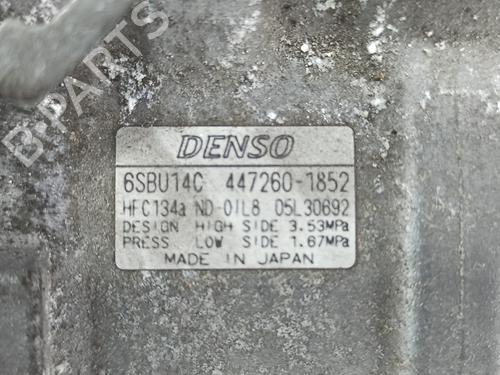 B-PARTS
DENSO
6SBU14C 447260-1852
HFC134a ND-OIL8 05L30692
DESIGN HIGH SIDE 3.53MPa
PRESS LOW SIDE 1.67MPa
MADE IN JAPAN